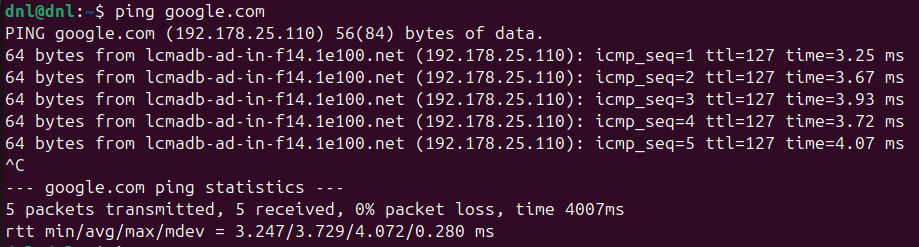 dnl@dnl:~$ ping google.com
PING google.com (192.178.25.110) 56(84) bytes of data.
64 bytes from lcmadb-ad-in-f14.1e100.net (192.178.25.110): icmp_seq=1 ttl=127 time=3.25 ms
64 bytes from lcmadb-ad-in-f14.1e100.net (192.178.25.110): icmp_seq=2 ttl=127 time=3.67 ms
64 bytes from lcmadb-ad-in-f14.1e100.net (192.178.25.110): icmp_seq=3 ttl=127 time=3.93 ms
64 bytes from lcmadb-ad-in-f14.1e100.net (192.178.25.110): icmp_seq=4 ttl=127 time=3.72 ms
64 bytes from lcmadb-ad-in-f14.1e100.net (192.178.25.110): icmp_seq=5 ttl=127 time=4.07 ms
^C
--- google.com ping statistics ---
5 packets transmitted, 5 received, 0% packet loss, time 4007ms
rtt min/avg/max/mdev = 3.247/3.729/4.072/0.280 ms